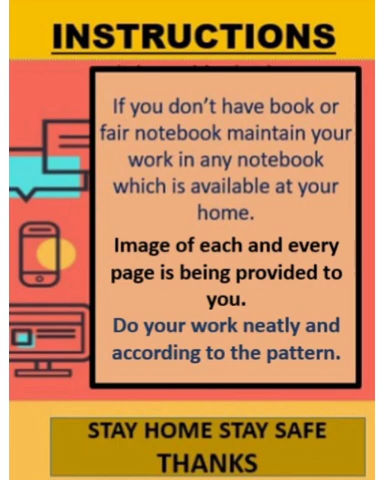 INSTRUCTIONS
If you don't have book or
fair notebook maintain your
work in any notebook
which is available at your
home.
Image of each and every
page is being provided to
you.
Do your work neatly and
according to the pattern.
STAY HOME STAY SAFE
THANKS